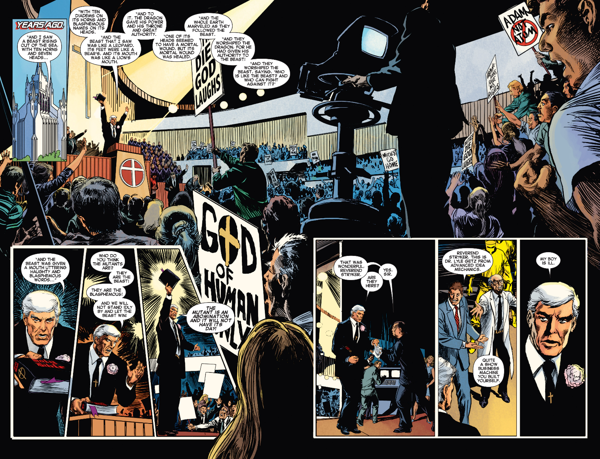 YEARS AGO.
"AND I SAW
A BEAST RISING
OUT OF THE SEA,
WITH TEN HORNS
AND SEVEN
HEADS...
"WITH TEN
DIADEMS ON
ITS HORNS AND
BLASPHEMOUS
NAMES ON ITS
HEADS.
"AND THE
BEAST THAT I SAW
WAS LIKE A LEOPARD,
ITS FEET WERE LIKE A
BEAR'S, AND ITS MOUTH
WAS LIKE A LION'S
MOUTH.
"AND TO
IT, THE DRAGON
GAVE HIS POWER
AND HIS THRONE
AND GREAT
AUTHORITY.
"ONE OF ITS
HEADS SEEMED
TO HAVE A MORTAL
WOUND, BUT ITS
MORTAL WOUND
WAS HEALED,
"AND THE
WHOLE EARTH
MARVELED AS THEY
FOLLOWED THE
BEAST.
"AND THEY
WORSHIPED THE
DRAGON, FOR HE
HAD GIVEN HIS
AUTHORITY TO
THE BEAST!
"AND THEY
WORSHIPED THE
BEAST, SAYING, 'WHO
IS LIKE THE BEAST? AND
WHO CAN FIGHT
AGAINST IT?'"
DIE
GOD
LAUGHS
ADAM
GOD
OF
HUMAN
ONLY
"AND THE
BEAST WAS GIVEN
A MOUTH UTTERING
HAUGHTY AND
BLASPHEMOUS
WORDS...
WHO DO
YOU THINK
THE MUTANTS
ARE?
THEY
ARE THE
BEAST!
THEY ARE THE
BLASPHEMOUS!
AND WE WILL
NOT STAND IDLY BY
AND LET THE
BEAST WIN!
THE
MUTANT IS AN
ABOMINATION
AND IT WILL NOT
HAVE ITS
DAY!
THAT WAS
WONDERFUL,
REVEREND
STRYKER.
ARE
THEY
HERE?
YES,
SIR.
REVEREND
STRYKER, THIS IS
DR. LYLE GETZ FROM
ADVANCED IDEA
MECHANICS.
QUITE
A SHOW
BUSINESS
MACHINE
YOU BUILT
YOURSELF.
MY BOY
IS ILL.